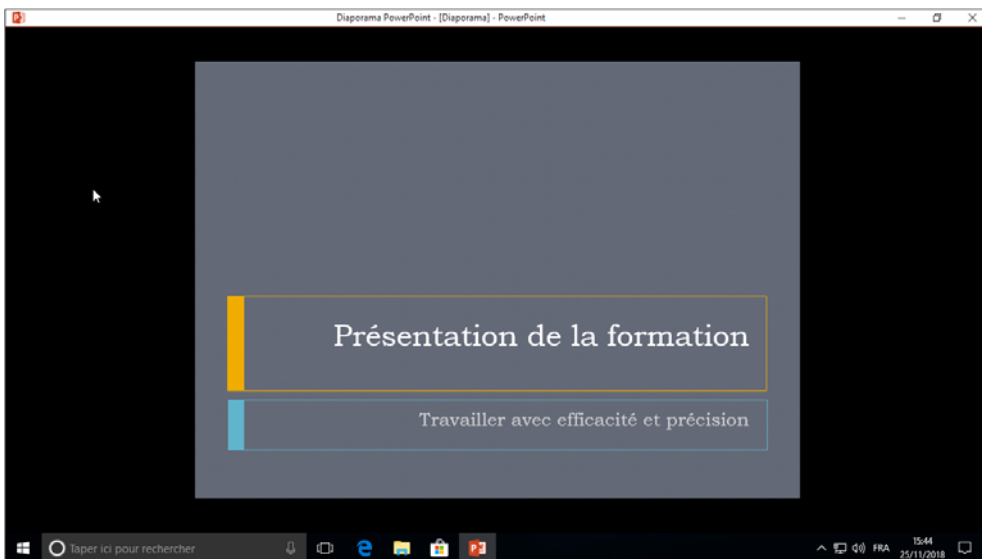 Diaporama PowerPoint - [Diaporama] - PowerPoint
Présentation de la formation
Travailler avec efficacité et précision
Taper ici pour rechercher
FRA
15:44
25/11/2018